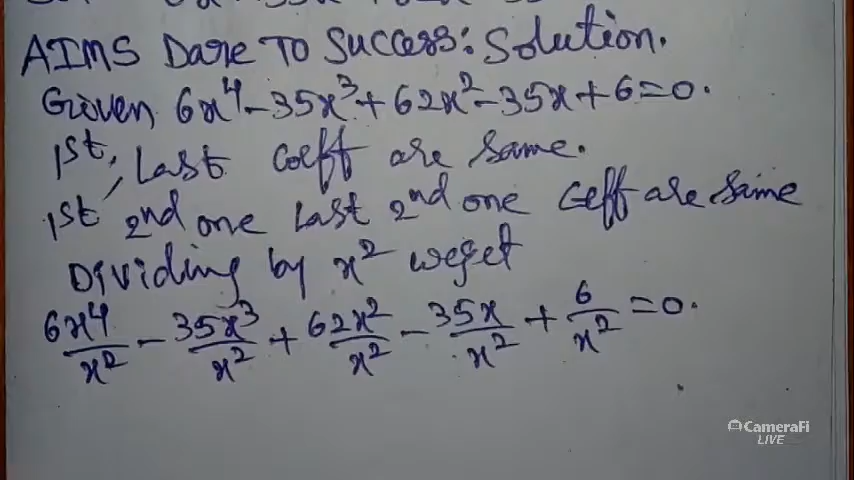 AIMS Dare To Success: Solution.
Given 6x⁴ - 35x³ + 62x² - 35x + 6 = 0.
1st, Last Coeff are same.
1st 2nd one Last 2nd one Ceff are same
Dividing by x² weget
6x⁴/x² - 35x³/x² + 62x²/x² - 35x/x² + 6/x² = 0.
CameraFi
LIVE